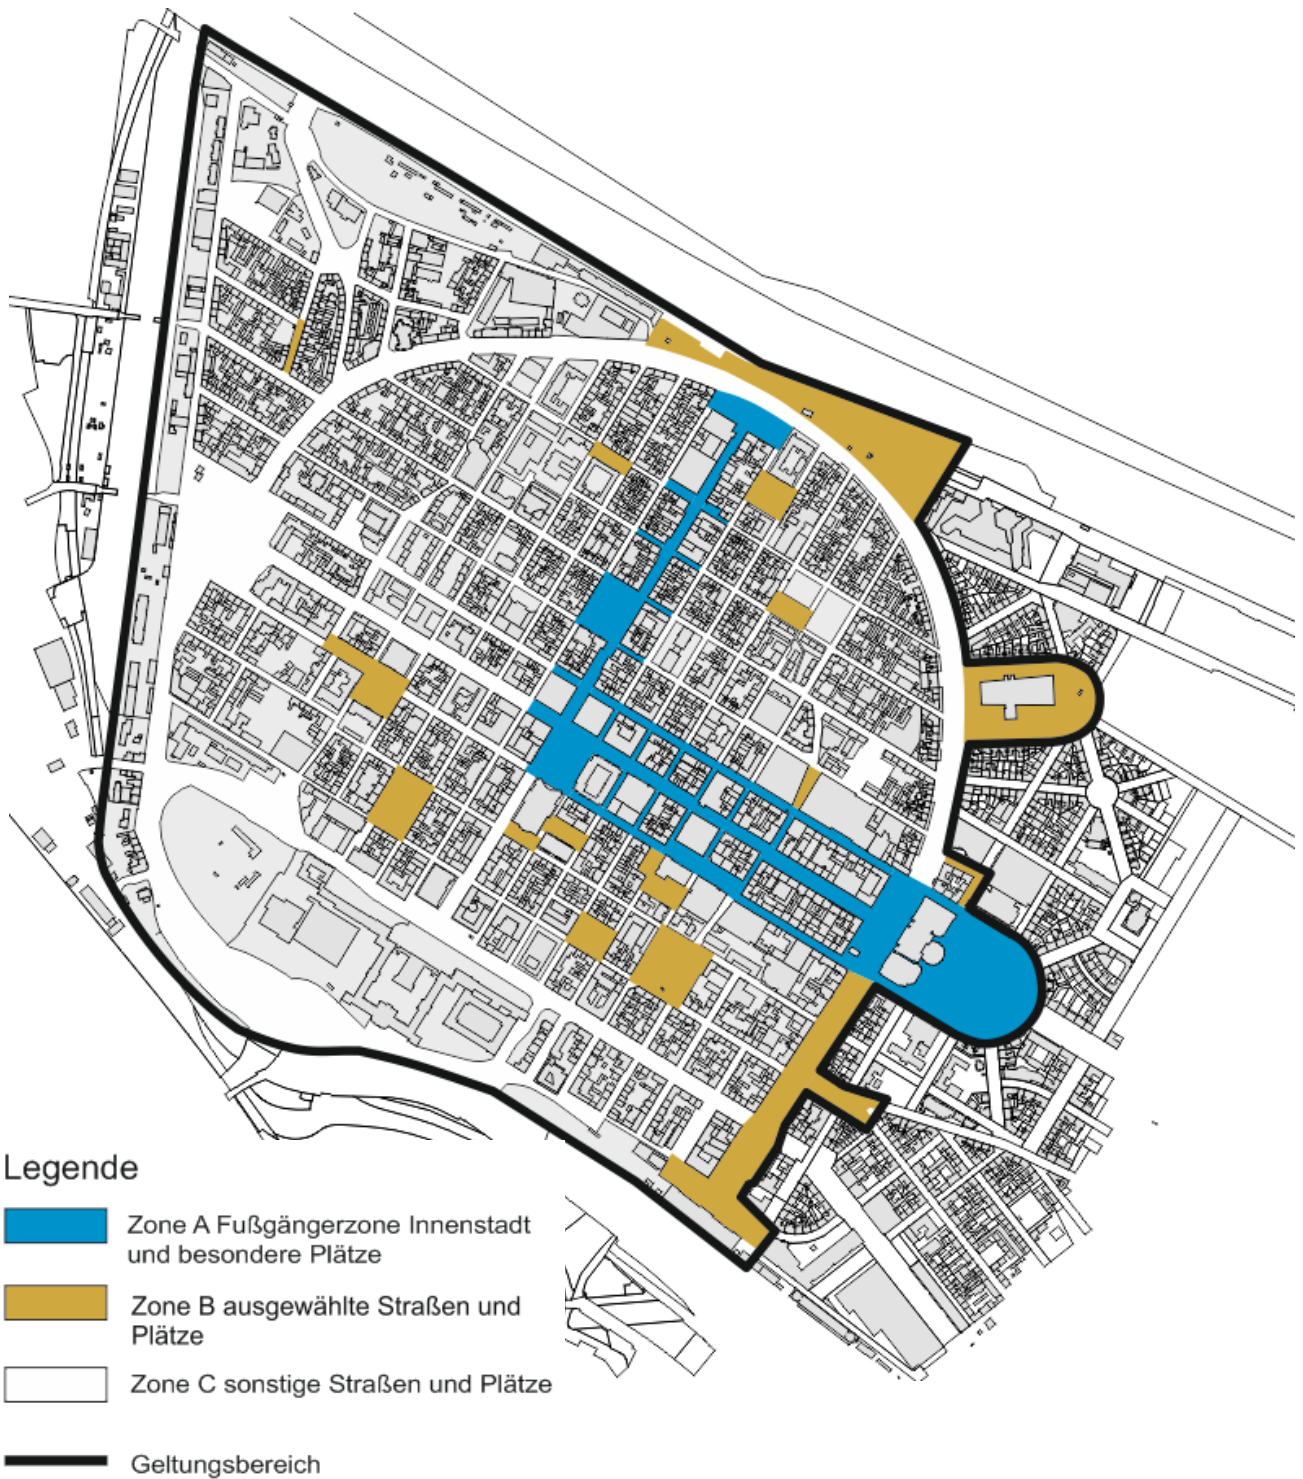 Legende
Zone A Fußgängerzone Innenstadt
und besondere Plätze
Zone B ausgewählte Straßen und
Plätze
Zone C sonstige Straßen und Plätze
Geltungsbereich